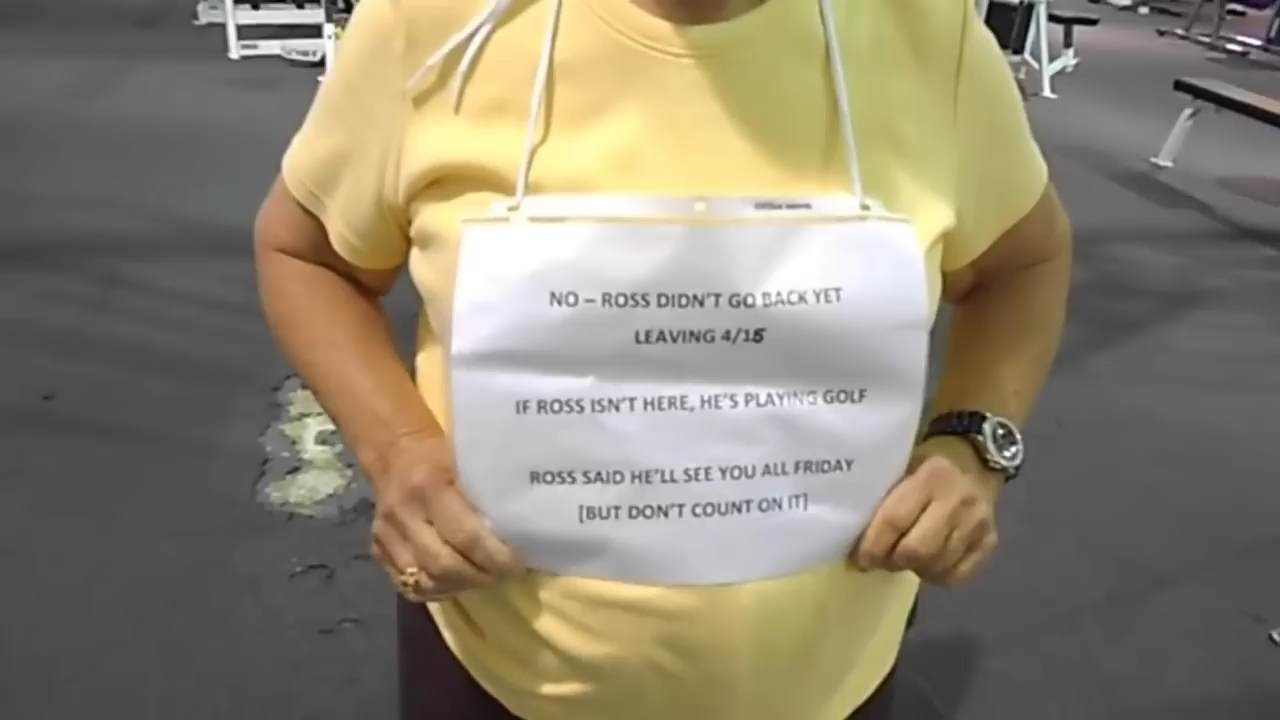 NO – ROSS DIDN'T GO BACK YET
LEAVING 4/15
IF ROSS ISN'T HERE, HE'S PLAYING GOLF
ROSS SAID HE'LL SEE YOU ALL FRIDAY
[BUT DON'T COUNT ON IT]